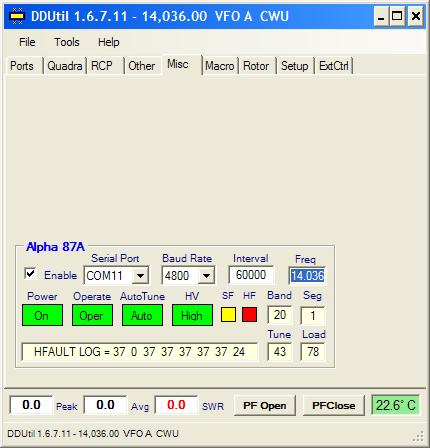 DDUtil 1.6.7.11 - 14,036.00 VFO A CWU
File Tools Help
Ports Quadra RCP Other Misc Macro Rotor Setup ExtCtrl
Alpha 87A
Serial Port Baud Rate Interval Freq
Enable COM11 4800 60000 14.036
Power Operate AutoTune HV SF HF Band Seg
On Oper Auto High 20 1
Tune Load
HFAULT LOG = 37 0 37 37 37 37 37 24 43 78
0.0 Peak 0.0 Avg 0.0 SWR PF Open PFClose 22.6° C
DDUtil 1.6.7.11 - 14,036.00 VFO A CWU